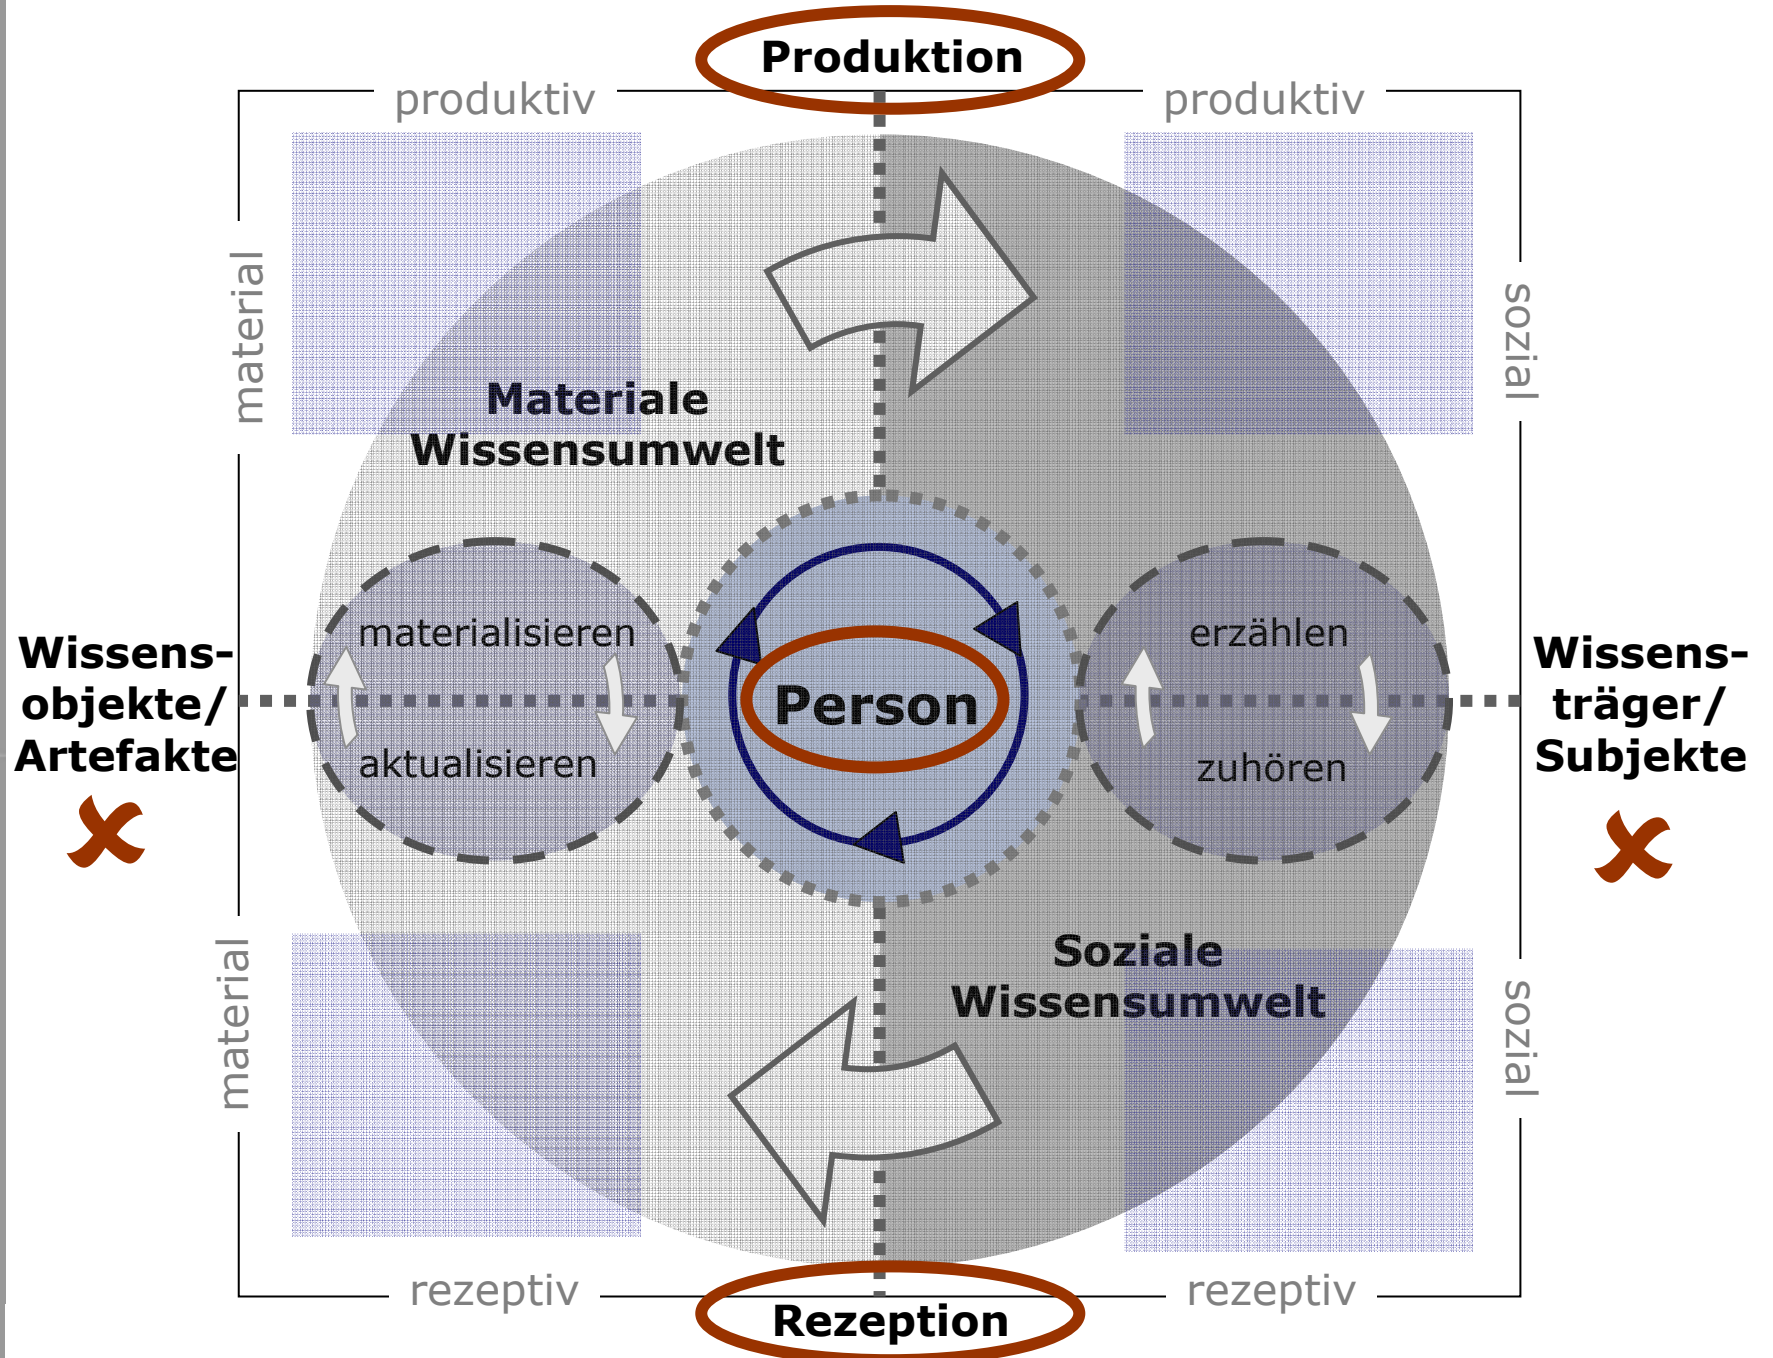 Produktion
produktiv
produktiv
material
sozial
Materiale
Wissensumwelt
Wissens-
objekte/
Artefakte
materialisieren
aktualisieren
Person
erzählen
zuhören
Wissens-
träger/
Subjekte
Soziale
Wissensumwelt
material
sozial
rezeptiv
rezeptiv
Rezeption